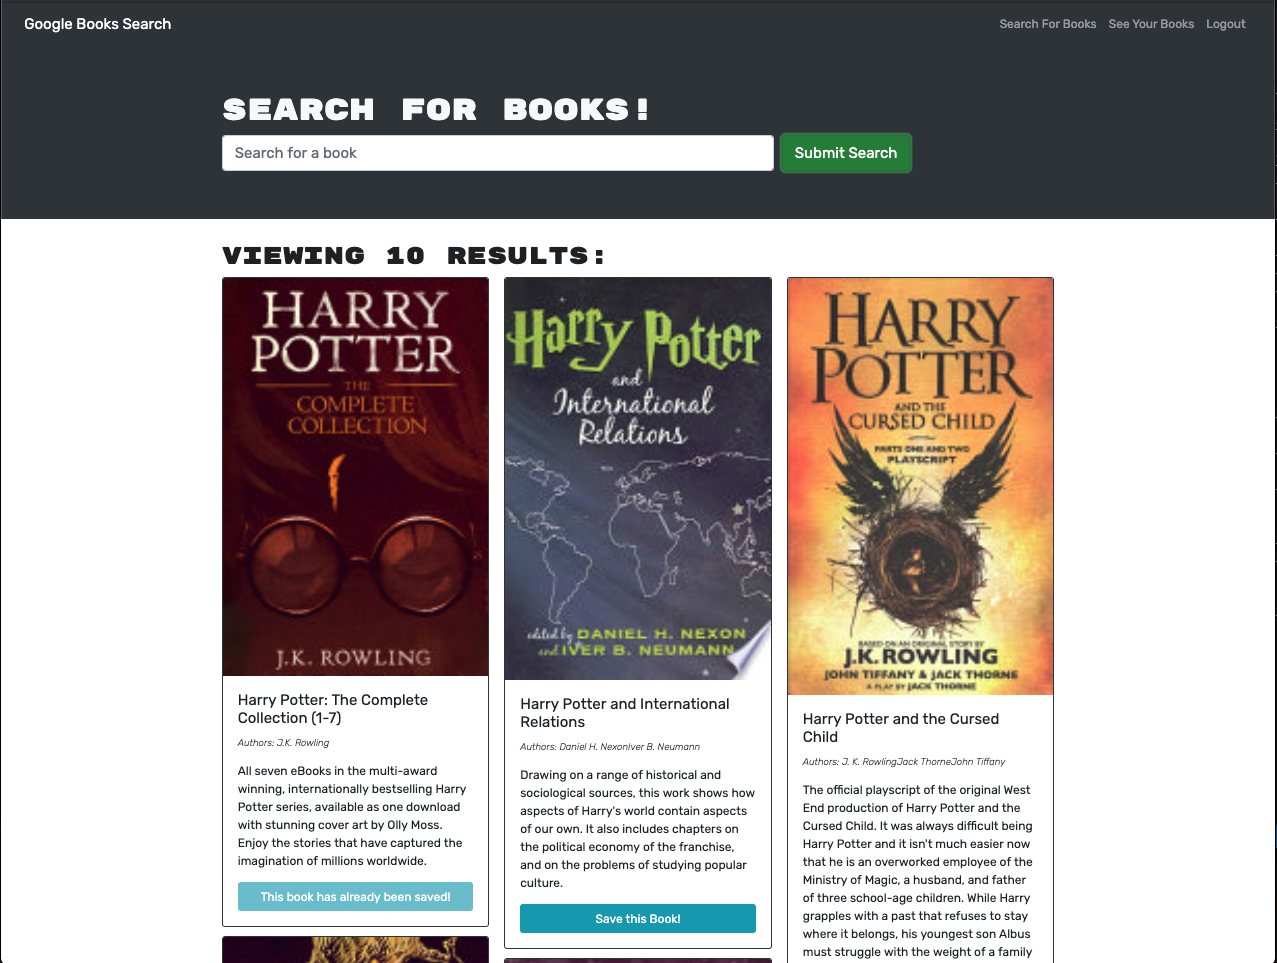 Google Books Search
Search For Books See Your Books Logout
SEARCH FOR BOOKS!
Search for a book
Submit Search
VIEWING 10 RESULTS:
HARRY
POTTER
THE
COMPLETE
COLLECTION
J.K. ROWLING
Harry Potter: The Complete
Collection (1-7)
Authors: J.K. Rowling
All seven eBooks in the multi-award
winning, internationally bestselling Harry
Potter series, available as one download
with stunning cover art by Olly Moss.
Enjoy the stories that have captured the
imagination of millions worldwide.
This book has already been saved!
Harry Potter
and
International
Relations
edited by DANIEL H. NEXON
and IVER B. NEUMANN
Harry Potter and International
Relations
Authors: Daniel H. NexonIver B. Neumann
Drawing on a range of historical and
sociological sources, this work shows how
aspects of Harry's world contain aspects
of our own. It also includes chapters on
the political economy of the franchise,
and on the problems of studying popular
culture.
Save this Book!
HARRY
POTTER
AND THE
CURSED CHILD
PARTS ONE AND TWO
PLAYSCRIPT
BASED ON AN ORIGINAL STORY BY
J.K. ROWLING
JOHN TIFFANY & JACK THORNE
A PLAY BY JACK THORNE
Harry Potter and the Cursed
Child
Authors: J. K. RowlingJack ThorneJohn Tiffany
The official playscript of the original West
End production of Harry Potter and the
Cursed Child. It was always difficult being
Harry Potter and it isn't much easier now
that he is an overworked employee of the
Ministry of Magic, a husband, and father
of three school-age children. While Harry
grapples with a past that refuses to stay
where it belongs, his youngest son Albus
must struggle with the weight of a family